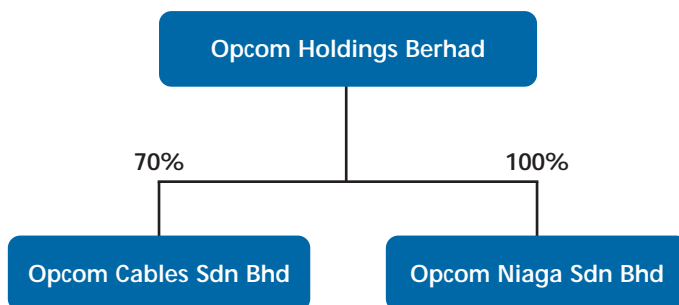 Opcom Holdings Berhad
70%
100%
Opcom Cables Sdn Bhd
Opcom Niaga Sdn Bhd